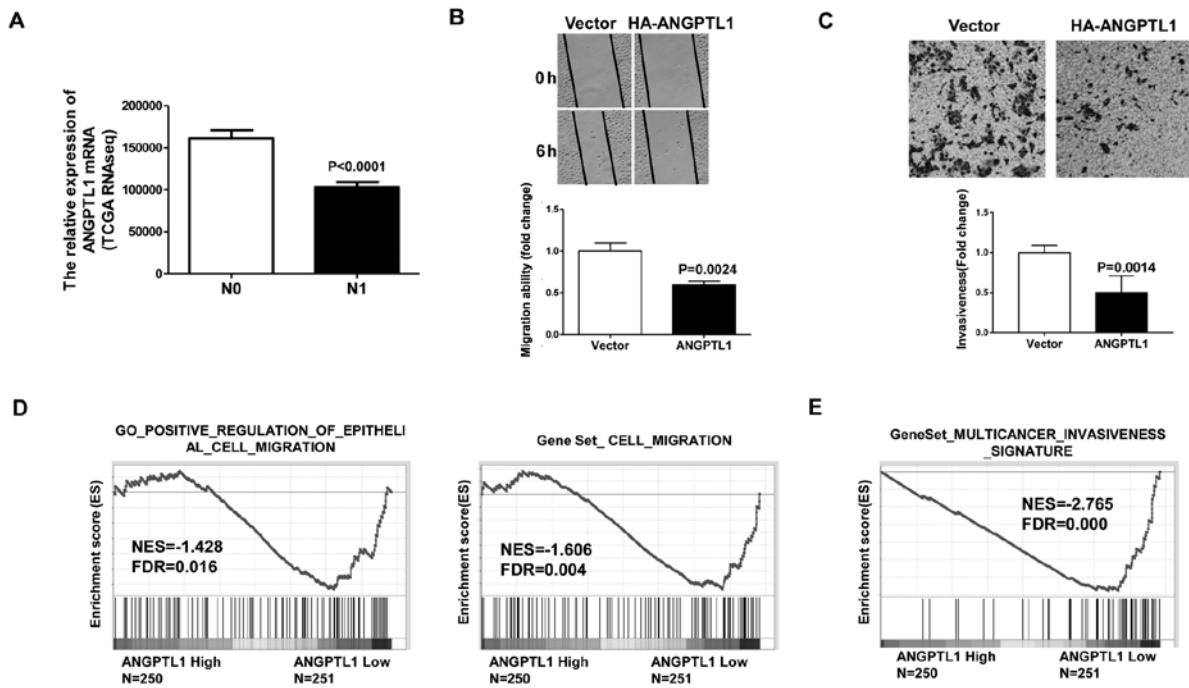 A
The relative expression of
ANGPTL1 mRNA
(TCGA RNAseq)
200000
150000
100000
50000
0
P<0.0001
N0
N1
B
Vector HA-ANGPTL1
0h
6h
Migration ability (fold change)
1.5
1.0
0.5
0.0
P=0.0024
Vector
ANGPTL1
C
Vector
HA-ANGPTL1
Invasiveness(Fold change)
1.5
1.0
0.5
0.0
P=0.0014
Vector
ANGPTL1
D
GO_POSITIVE_REGULATION_OF_EPITHELI
AL_CELL_MIGRATION
Enrichment score (ES)
NES=-1.428
FDR=0.016
ANGPTL1 High
N=250
ANGPTL1 Low
N=251
Gene Set_ CELL_MIGRATION
Enrichment score(ES)
NES=-1.606
FDR=0.004
ANGPTL1 High
N=250
ANGPTL1 Low
N=251
E
GeneSet_MULTICANCER_INVASIVENESS
_SIGNATURE
Enrichment score(ES)
NES=-2.765
FDR=0.000
ANGPTL1 High
N=250
ANGPTL1 Low
N=251